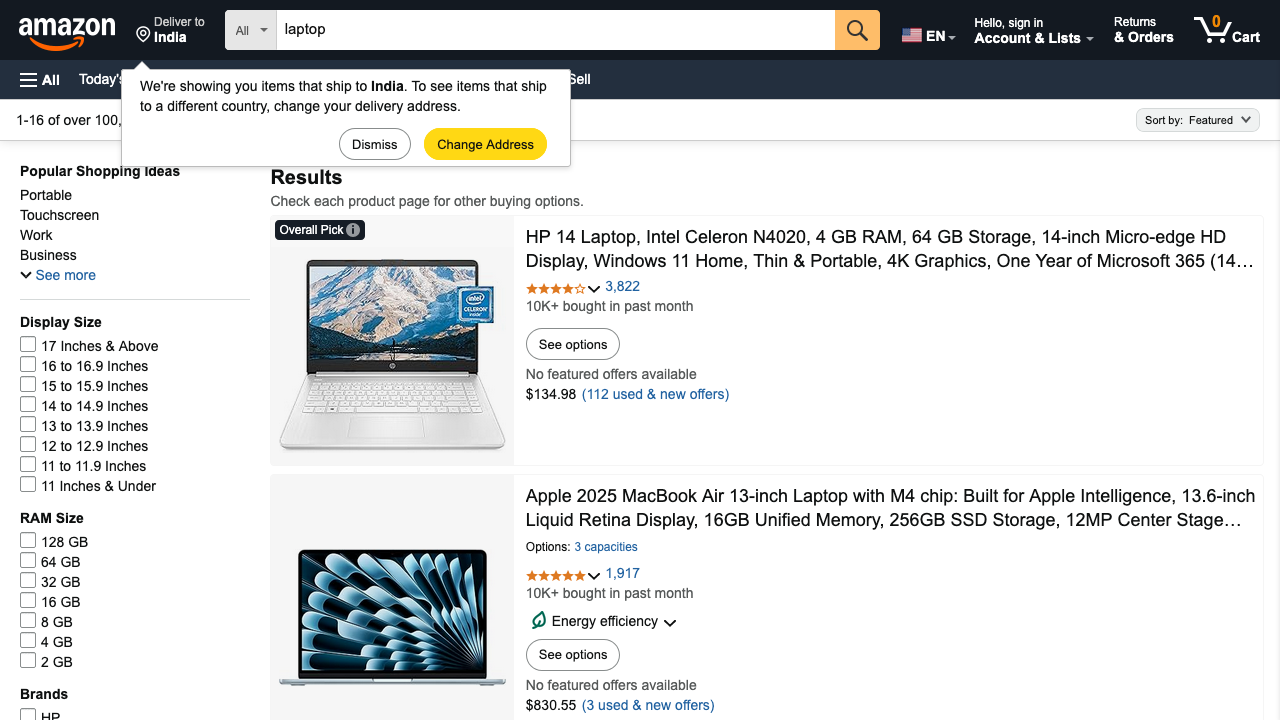 amazon
Deliver to
India
All
laptop
EN
Hello, sign in
Account & Lists
Returns
& Orders
0
Cart
All
Today's
Sell
We're showing you items that ship to India. To see items that ship
to a different country, change your delivery address.
Dismiss
Change Address
1-16 of over 100,
Sort by: Featured
Popular Shopping Ideas
Portable
Touchscreen
Work
Business
See more
Display Size
17 Inches & Above
16 to 16.9 Inches
15 to 15.9 Inches
14 to 14.9 Inches
13 to 13.9 Inches
12 to 12.9 Inches
11 to 11.9 Inches
11 Inches & Under
RAM Size
128 GB
64 GB
32 GB
16 GB
8 GB
4 GB
2 GB
Brands
HP
Results
Check each product page for other buying options.
Overall Pick
intel
CELERON
inside
hp
HP 14 Laptop, Intel Celeron N4020, 4 GB RAM, 64 GB Storage, 14-inch Micro-edge HD
Display, Windows 11 Home, Thin & Portable, 4K Graphics, One Year of Microsoft 365 (14…
3,822
10K+ bought in past month
See options
No featured offers available
$134.98 (112 used & new offers)
Apple 2025 MacBook Air 13-inch Laptop with M4 chip: Built for Apple Intelligence, 13.6-inch
Liquid Retina Display, 16GB Unified Memory, 256GB SSD Storage, 12MP Center Stage…
Options: 3 capacities
1,917
10K+ bought in past month
Energy efficiency
See options
No featured offers available
$830.55 (3 used & new offers)